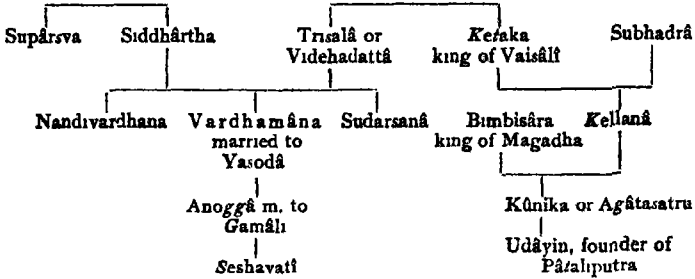 Supârsva Siddhârtha Trisalâ or Ketaka Subhadrâ
Videhadattâ king of Vaisâlî
Nandivardhana Vardhamâna Sudarsanâ Bimbisâra Kellanâ
married to king of Magadha
Yasodâ
Anoggâ m. to Kûnika or Agâtasatru
Gamâli
Udâyin, founder of
Seshavatî Pâtaliputra